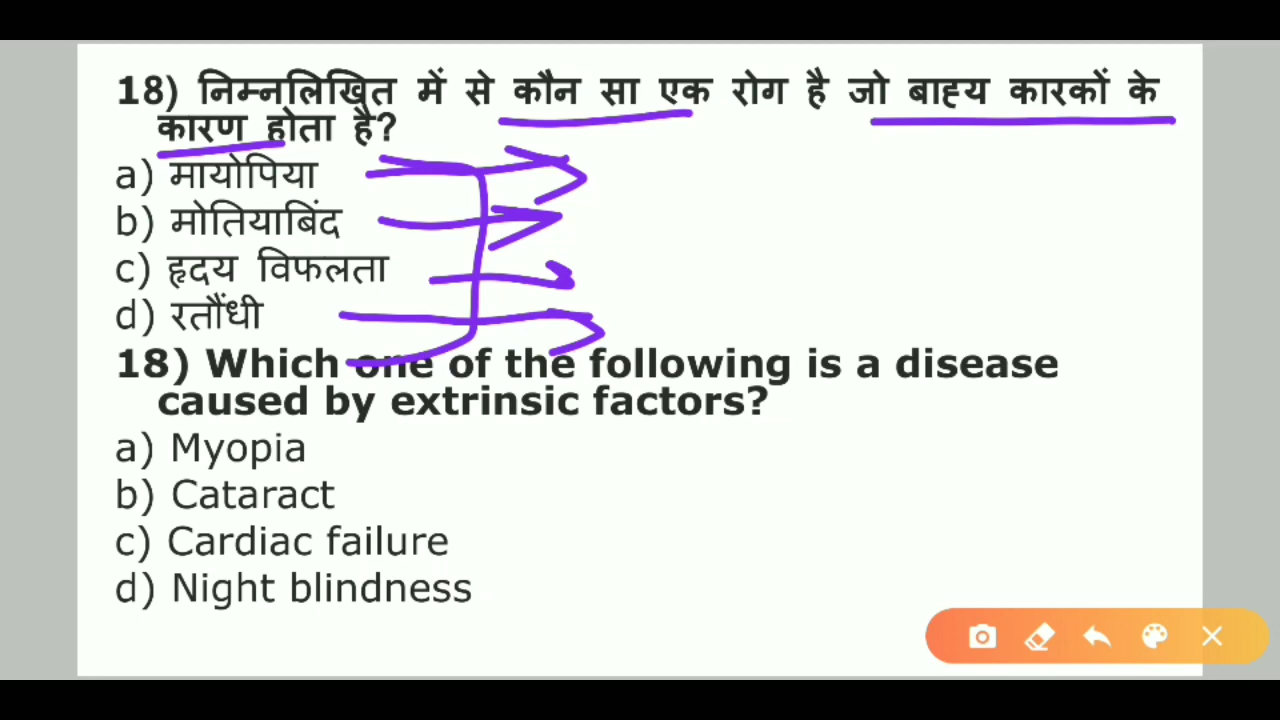 18) निम्नलिखित में से कौन सा एक रोग है जो बाह्य कारकों के
कारण होता है?
a) मायोपिया
b) मोतियाबिंद
c) हृदय विफलता
d) रतौंधी
18) Which one of the following is a disease
caused by extrinsic factors?
a) Myopia
b) Cataract
c) Cardiac failure
d) Night blindness